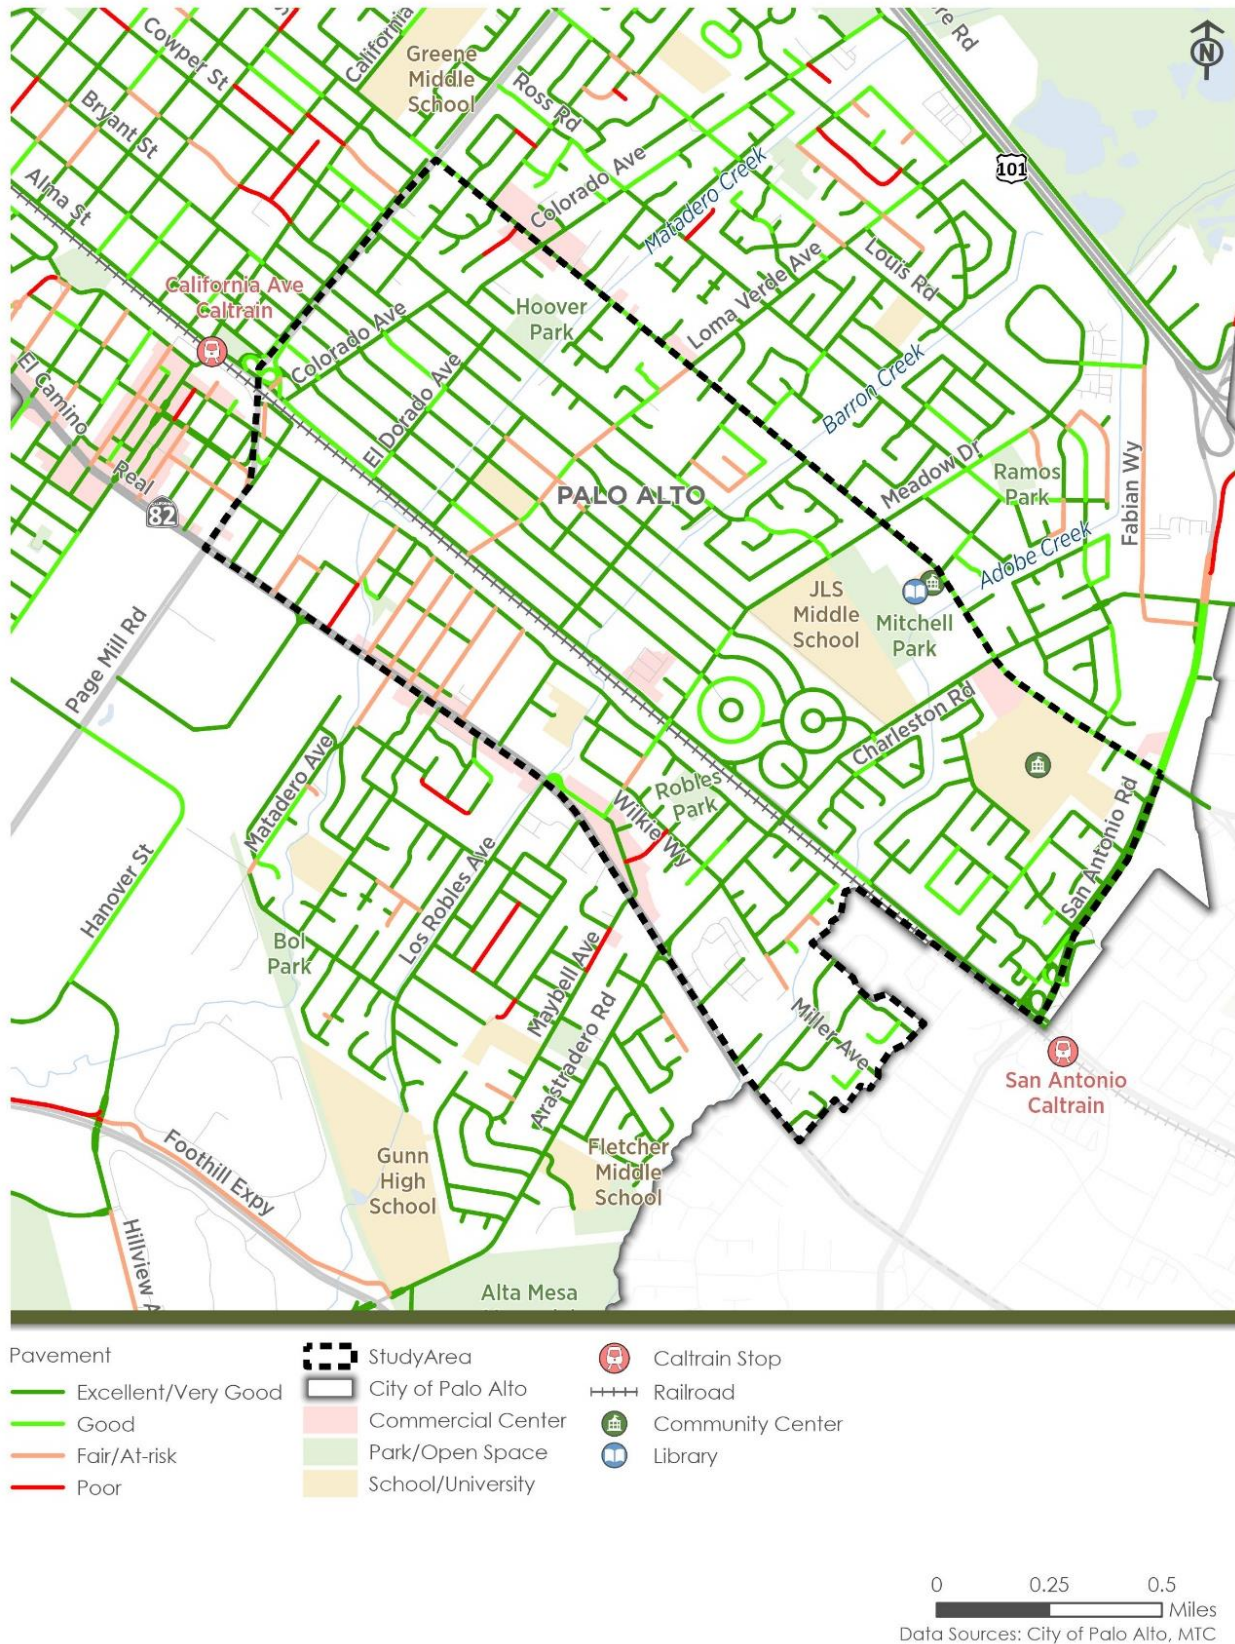 Cowper St
California
Greene
Middle
School
Ross Rd
re Rd
N
Bryant St
101
Colorado Ave
Matadero Creek
Alma St
Louis Rd
California Ave
Caltrain
Hoover
Park
Loma Verde Ave
Colorado Ave
El Camino
El Dorado Ave
Barron Creek
Real
82
PALO ALTO
Meadow Dr
Ramos
Park
Fabian Wy
Adobe Creek
JLS
Middle
School
Mitchell
Park
Page Mill Rd
Charleston Rd
Matadero Ave
Robles
Park
Wilkie Wy
San Antonio Rd
Hanover St
Los Robles Ave
Bol
Park
Maybell Ave
Arastradero Rd
Miller Ave
San Antonio
Caltrain
Foothill Expy
Gunn
High
School
Fletcher
Middle
School
Hillview A
Alta Mesa
Pavement
Excellent/Very Good
Good
Fair/At-risk
Poor
StudyArea
City of Palo Alto
Commercial Center
Park/Open Space
School/University
Caltrain Stop
Railroad
Community Center
Library
0 0.25 0.5
Miles
Data Sources: City of Palo Alto, MTC